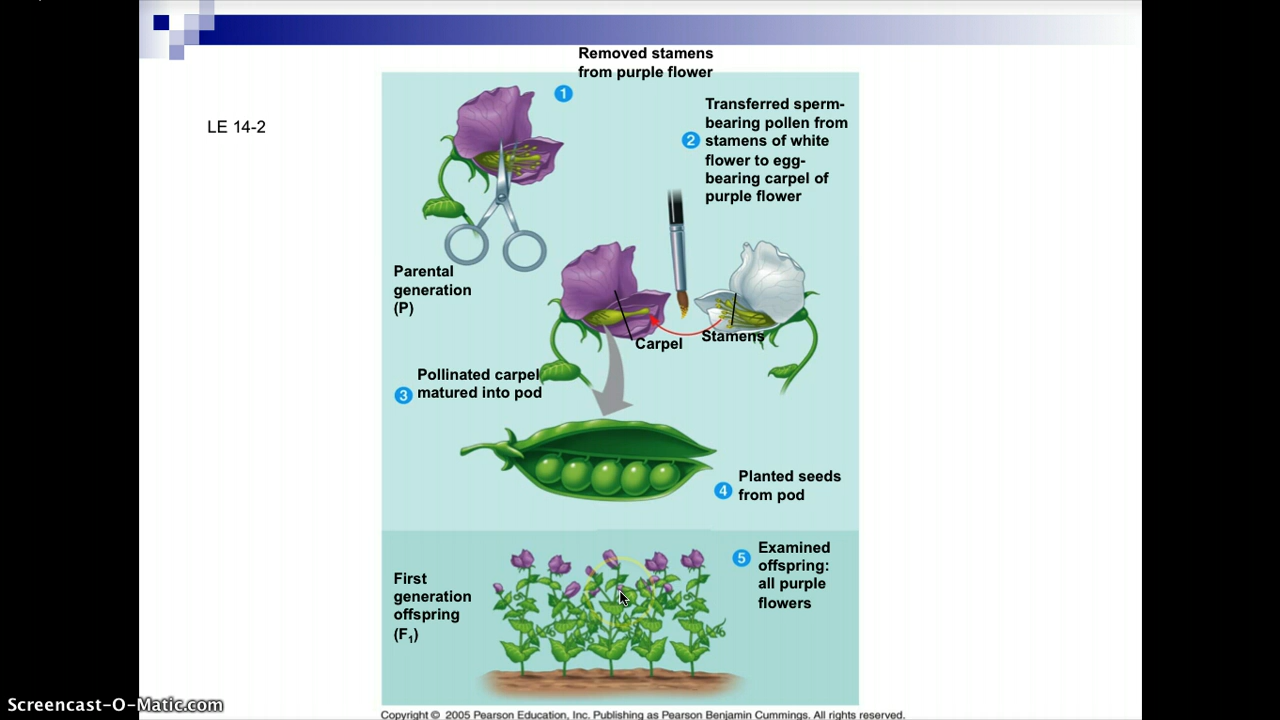 Removed stamens
from purple flower
1
LE 14-2
Transferred sperm-
bearing pollen from
2 stamens of white
flower to egg-
bearing carpel of
purple flower
Parental
generation
(P)
Carpel
Stamens
Pollinated carpel
3 matured into pod
4 Planted seeds
from pod
5 Examined
offspring:
all purple
flowers
First
generation
offspring
(F1)
Screencast-O-Matic.com
Copyright © 2005 Pearson Education, Inc. Publishing as Pearson Benjamin Cummings. All rights reserved.